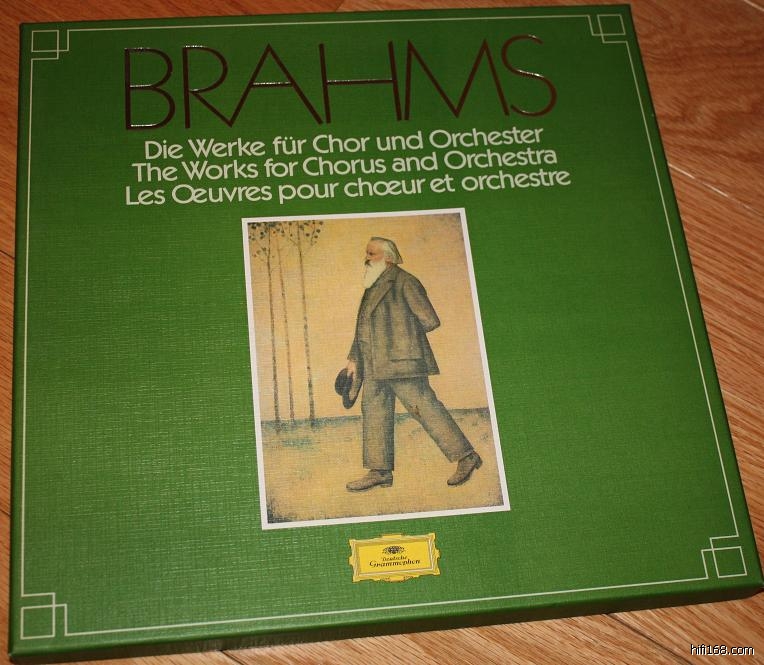 BRAHMS
Die Werke für Chor und Orchester
The Works for Chorus and Orchestra
Les Œuvres pour chœur et orchestre
Deutsche
Grammophon
hifi168.com